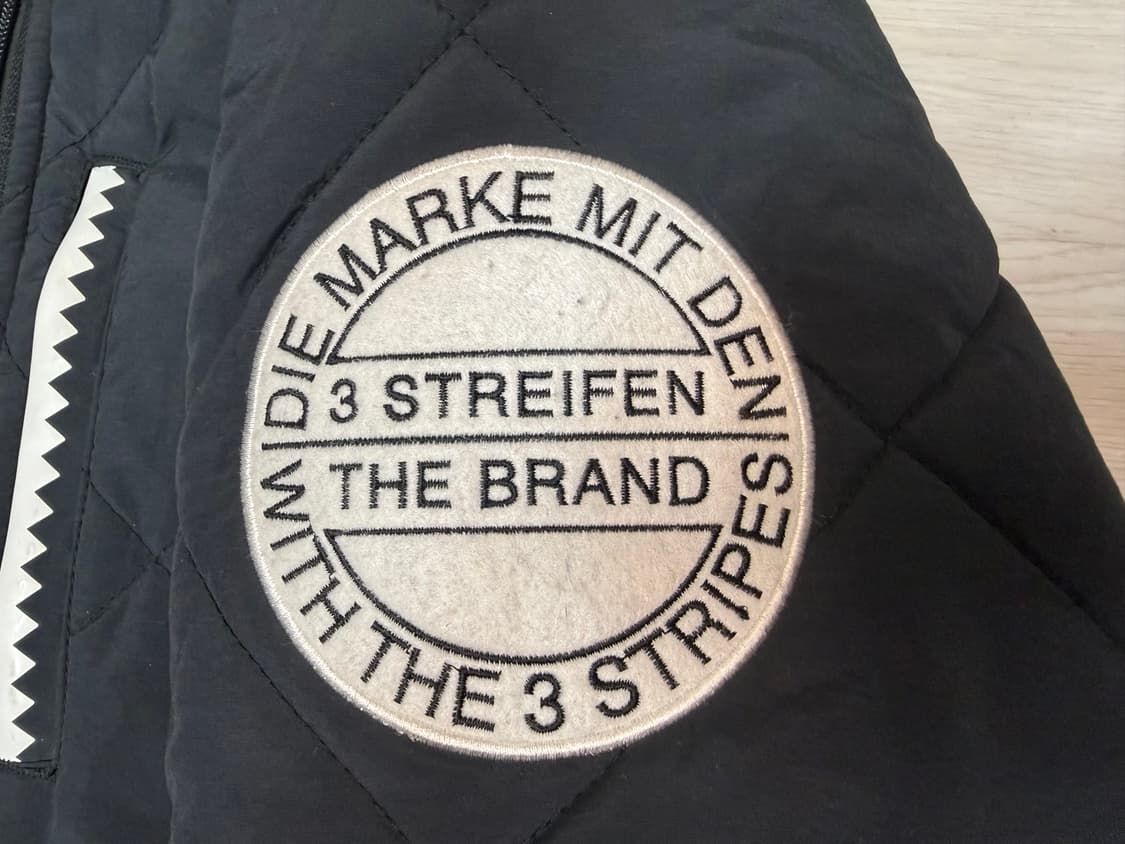 DIE MARKE MIT DEN
3 STREIFEN
THE BRAND
WITH THE 3 STRIPES